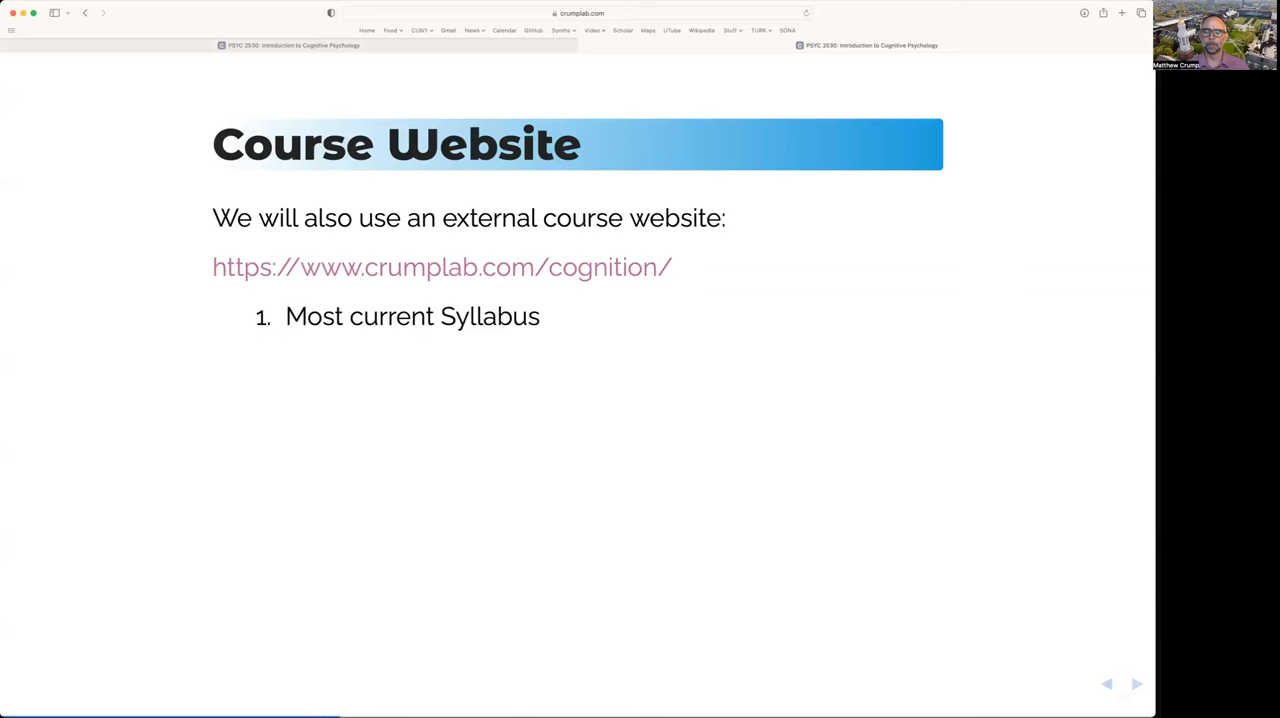 crumplab.com
Home Food CUNY Gmail News Calendar GitHub Synths Video Scholar Maps UTube Wikipedia Stuff TURK SONA
PSYC 2530: Introduction to Cognitive Psychology
PSYC 2530: Introduction to Cognitive Psychology
Matthew Crump
Course Website
We will also use an external course website:
https://www.crumplab.com/cognition/
1. Most current Syllabus